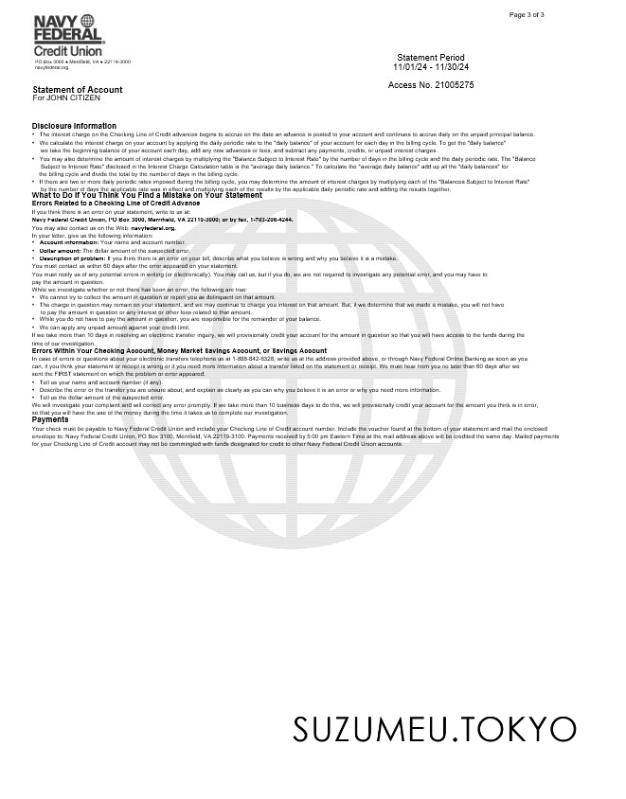 Page 3 of 3
NAVY
FEDERAL
Credit Union
PO Box 3000 • Merrifield, VA • 22119-3000
navyfederal.org
Statement Period
11/01/24 - 11/30/24
Access No. 21005275
Statement of Account
For JOHN CITIZEN
Disclosure Information
• The interest charge on the Checking Line of Credit advances begins to accrue on the date an advance is posted to your account and continues to accrue daily on the unpaid principal balance.
• We calculate the interest charge on your account by applying the daily periodic rate to the "daily balance" of your account for each day in the billing cycle. To get the "daily balance"
we take the beginning balance of your account each day, add any new advances or fees, and subtract any payments, credits, or unpaid interest charges.
• You may also determine the amount of interest charges by multiplying the "Balance Subject to Interest Rate" by the number of days in the billing cycle and the daily periodic rate. The "Balance
Subject to Interest Rate" disclosed in the Interest Charge Calculation table is the "average daily balance." To calculate the "average daily balance" add up all the "daily balances" for
the billing cycle and divide the total by the number of days in the billing cycle.
• If there are two or more daily periodic rates imposed during the billing cycle, you may determine the amount of interest charges by multiplying each of the "Balances Subject to Interest Rate"
by the number of days the applicable rate was in effect and multiplying each of the results by the applicable daily periodic rate and adding the results together.
What to Do if You Think You Find a Mistake on Your Statement
Errors Related to a Checking Line of Credit Advance
If you think there is an error on your statement, write to us at:
Navy Federal Credit Union, PO Box 3000, Merrifield, VA 22119-3000; or by fax, 1-703-206-4244.
You may also contact us on the Web: navyfederal.org.
In your letter, give us the following information:
• Account information: Your name and account number.
• Dollar amount: The dollar amount of the suspected error.
• Description of problem: If you think there is an error on your bill, describe what you believe is wrong and why you believe it is a mistake.
You must contact us within 60 days after the error appeared on your statement.
You must notify us of any potential errors in writing (or electronically). You may call us, but if you do, we are not required to investigate any potential error, and you may have to
pay the amount in question.
While we investigate whether or not there has been an error, the following are true:
• We cannot try to collect the amount in question or report you as delinquent on that amount.
• The charge in question may remain on your statement, and we may continue to charge you interest on that amount. But, if we determine that we made a mistake, you will not have
to pay the amount in question or any interest or other fees related to that amount.
• While you do not have to pay the amount in question, you are responsible for the remainder of your balance.
• We can apply any unpaid amount against your credit limit.
If we take more than 10 days in resolving an electronic transfer inquiry, we will provisionally credit your account for the amount in question so that you will have access to the funds during the
time of our investigation.
Errors Within Your Checking Account, Money Market Savings Account, or Savings Account
In case of errors or questions about your electronic transfers telephone us at 1-888-842-6328, write us at the address provided above, or through Navy Federal Online Banking as soon as you
can, if you think your statement or receipt is wrong or if you need more information about a transfer listed on the statement or receipt. We must hear from you no later than 60 days after we
sent the FIRST statement on which the problem or error appeared.
• Tell us your name and account number (if any).
• Describe the error or the transfer you are unsure about, and explain as clearly as you can why you believe it is an error or why you need more information.
• Tell us the dollar amount of the suspected error.
We will investigate your complaint and will correct any error promptly. If we take more than 10 business days to do this, we will provisionally credit your account for the amount you think is in error,
so that you will have the use of the money during the time it takes us to complete our investigation.
Payments
Your check must be payable to Navy Federal Credit Union and include your Checking Line of Credit account number. Include the voucher found at the bottom of your statement and mail the enclosed
envelope to: Navy Federal Credit Union, PO Box 3100, Merrifield, VA 22119-3100. Payments received by 5:00 pm Eastern Time at the mail address above will be credited the same day. Mailed payments
for your Checking Line of Credit account may not be commingled with funds designated for credit to other Navy Federal Credit Union accounts.
SUZUMEU.TOKYO